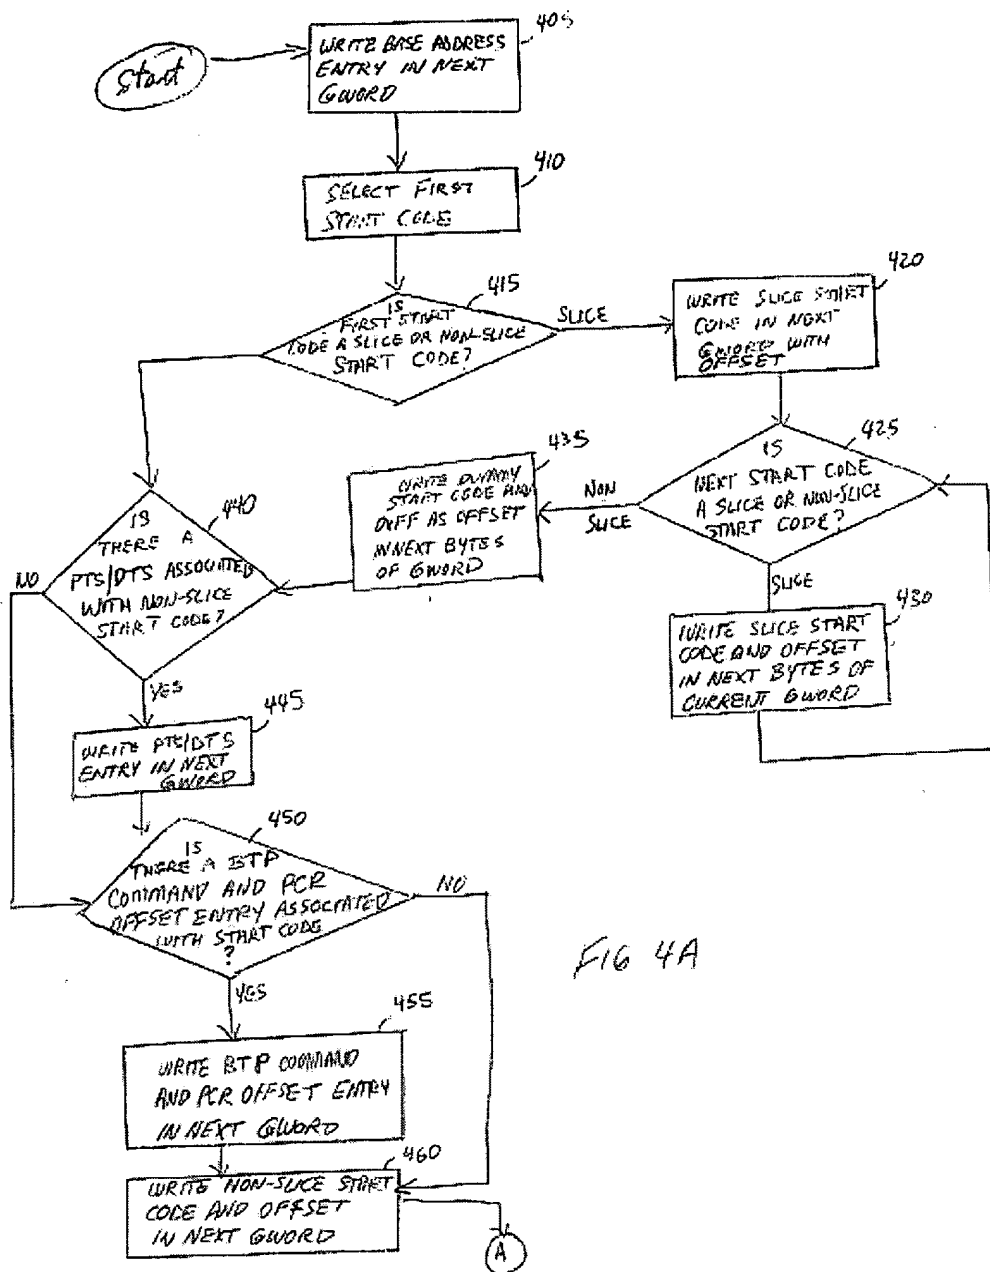 Start
405
WRITE BASE ADDRESS
ENTRY IN NEXT
GWORD
410
SELECT FIRST
START CODE
415
IS
FIRST START
CODE A SLICE OR NON-SLICE
START CODE?
SLICE
420
WRITE SLICE START
CODE IN NEXT
GWORD WITH
OFFSET
425
IS
NEXT START CODE
A SLICE OR NON-SLICE
START CODE?
NON
SLICE
SLICE
430
WRITE SLICE START
CODE AND OFFSET
IN NEXT BYTES OF
CURRENT GWORD
435
WRITE DUMMY
START CODE AND
OXFF AS OFFSET
IN NEXT BYTES
OF GWORD
440
IS
THERE A
PTS/DTS ASSOCIATED
WITH NON-SLICE
START CODE?
NO
YES
445
WRITE PTS/DTS
ENTRY IN NEXT
GWORD
450
IS
THERE A BTP
COMMAND AND PCR
OFFSET ENTRY ASSOCIATED
WITH START CODE
?
NO
YES
455
WRITE BTP COMMAND
AND PCR OFFSET ENTRY
IN NEXT GWORD
460
WRITE NON-SLICE START
CODE AND OFFSET
IN NEXT GWORD
A
FIG 4A